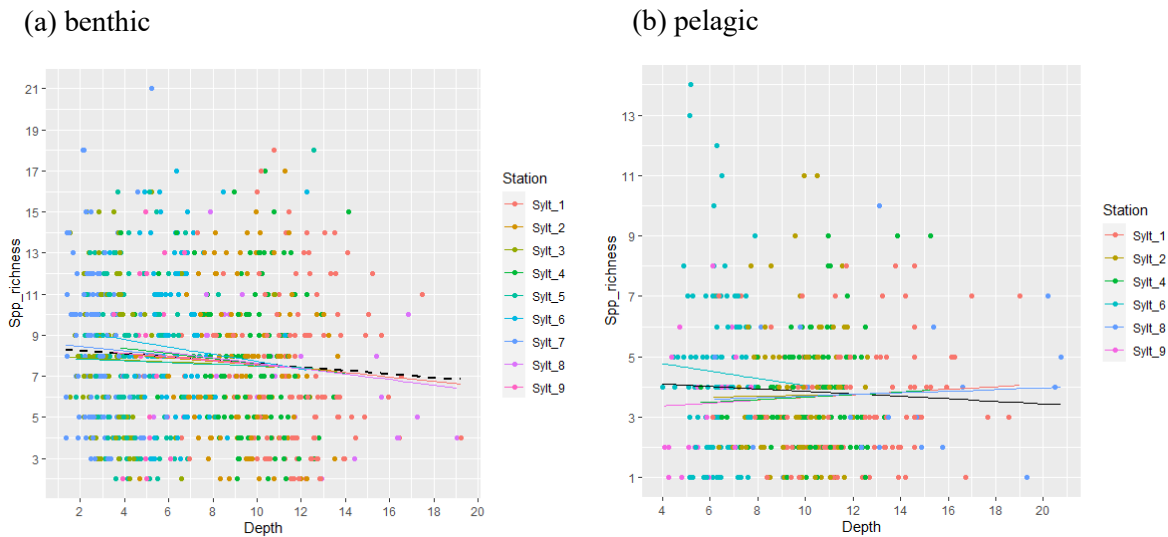 (a) benthic
(b) pelagic
Spp_richness
21
19
17
15
13
11
9
7
5
3
2
4
6
8
10
12
14
16
18
20
Depth
Station
Sylt_1
Sylt_2
Sylt_3
Sylt_4
Sylt_5
Sylt_6
Sylt_7
Sylt_8
Sylt_9
Spp_richness
13
11
9
7
5
3
1
4
6
8
10
12
14
16
18
20
Depth
Station
Sylt_1
Sylt_2
Sylt_4
Sylt_6
Sylt_8
Sylt_9